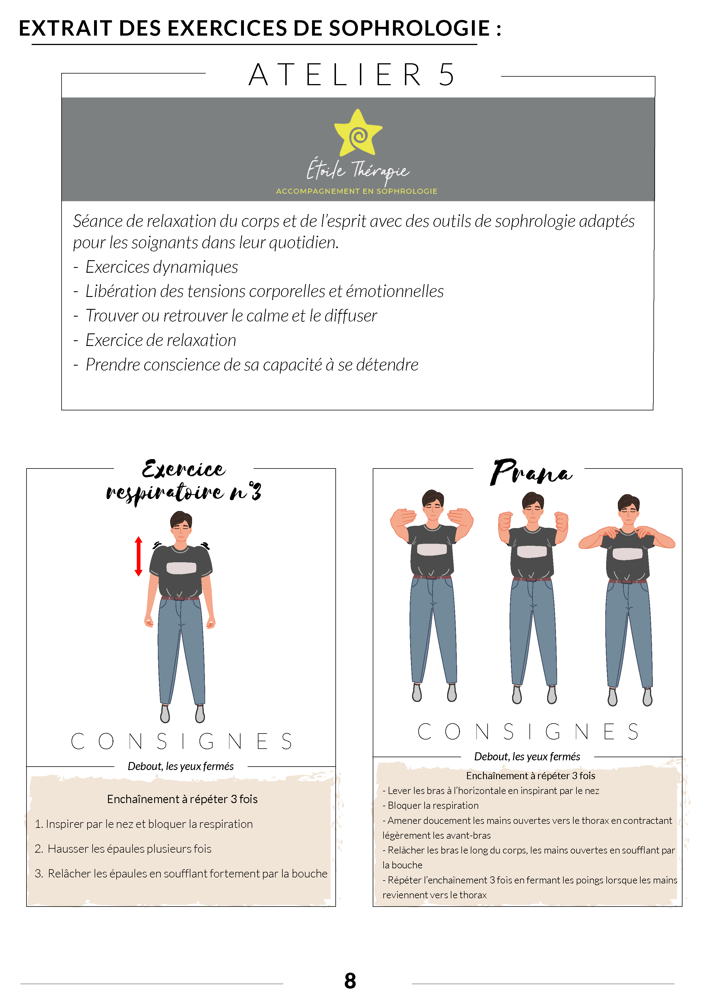 EXTRAIT DES EXERCICES DE SOPHROLOGIE :
ATELIER 5
Étoile Thérapie
ACCOMPAGNEMENT EN SOPHROLOGIE
Séance de relaxation du corps et de l'esprit avec des outils de sophrologie adaptés
pour les soignants dans leur quotidien.
- Exercices dynamiques
- Libération des tensions corporelles et émotionnelles
- Trouver ou retrouver le calme et le diffuser
- Exercice de relaxation
- Prendre conscience de sa capacité à se détendre
Exercice
respiratoire n°3
CONSIGNES
Debout, les yeux fermés
Enchaînement à répéter 3 fois
1. Inspirer par le nez et bloquer la respiration
2. Hausser les épaules plusieurs fois
3. Relâcher les épaules en soufflant fortement par la bouche
Prana
CONSIGNES
Debout, les yeux fermés
Enchaînement à répéter 3 fois
- Lever les bras à l'horizontale en inspirant par le nez
- Bloquer la respiration
- Amener doucement les mains ouvertes vers le thorax en contractant
légèrement les avant-bras
- Relâcher les bras le long du corps, les mains ouvertes en soufflant par
la bouche
- Répéter l'enchaînement 3 fois en fermant les poings lorsque les mains
reviennent vers le thorax
8